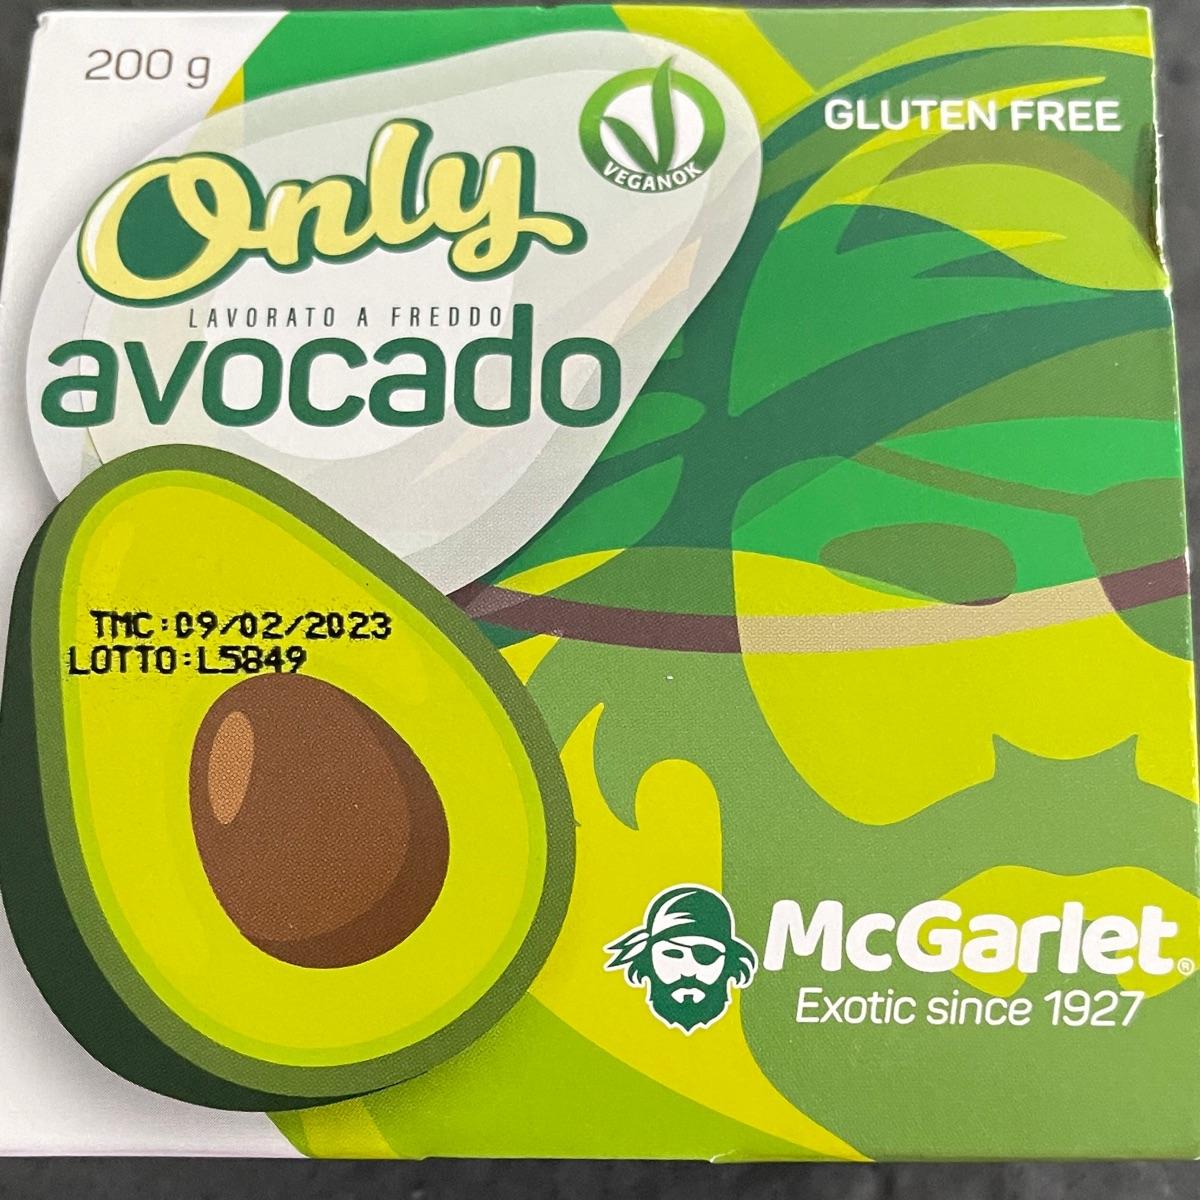 200 g
GLUTEN FREE
VEGANOK
Only
LAVORATO A FREDDO
avocado
TMC:09/02/2023
LOTTO:L5849
McGarlet®
Exotic since 1927